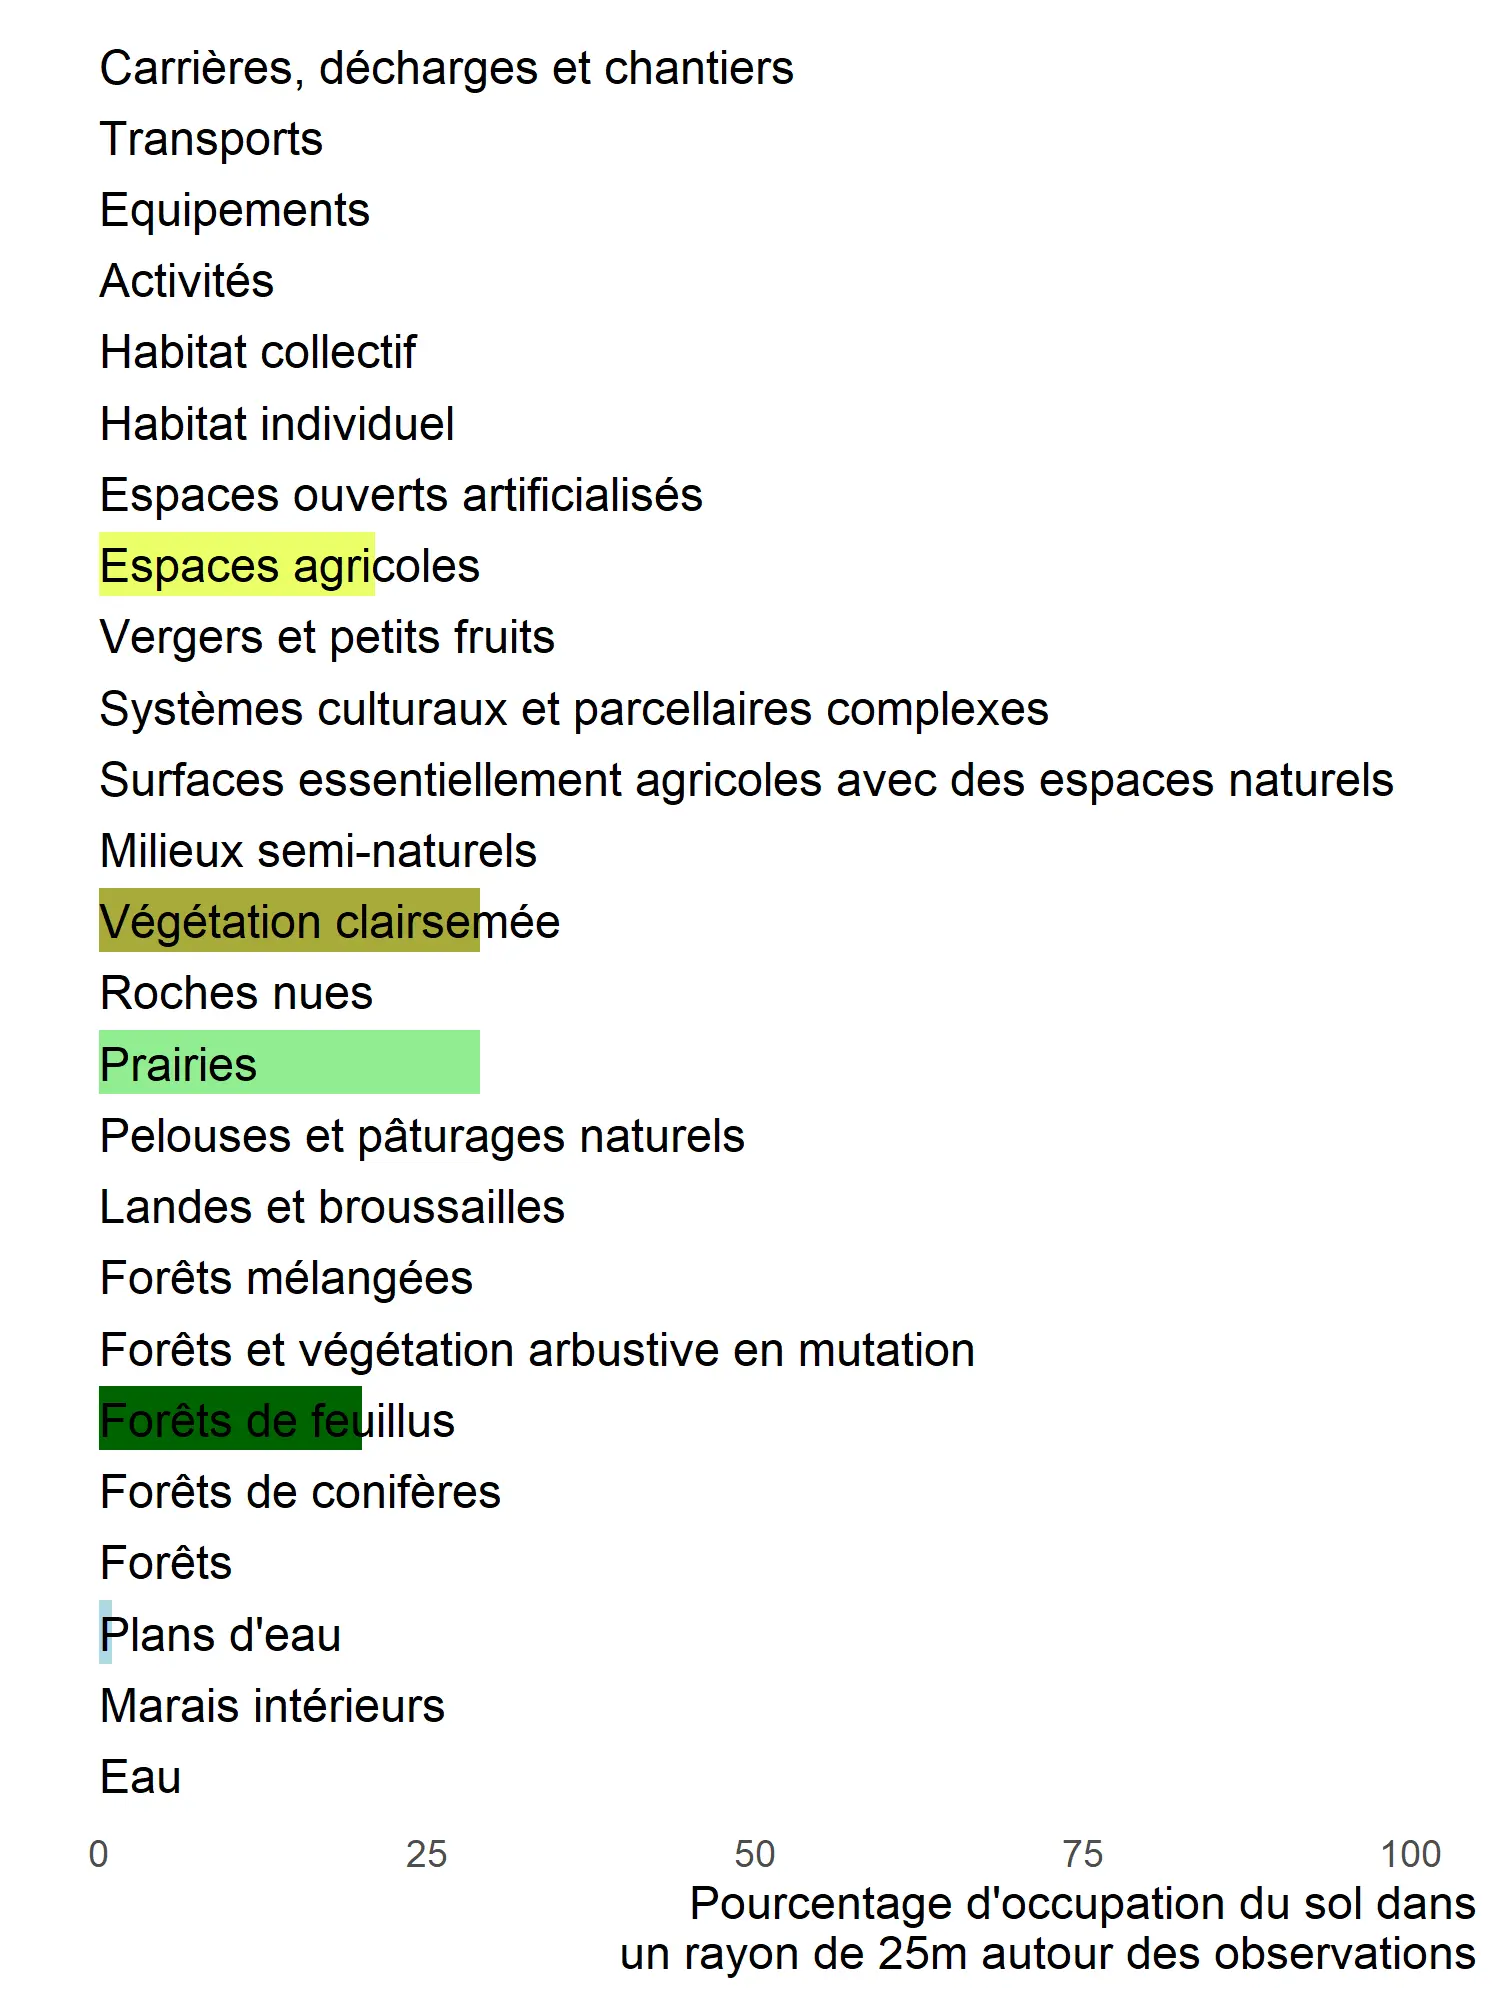 Carrières, décharges et chantiers
Transports
Equipements
Activités
Habitat collectif
Habitat individuel
Espaces ouverts artificialisés
Espaces agricoles
Vergers et petits fruits
Systèmes culturaux et parcellaires complexes
Surfaces essentiellement agricoles avec des espaces naturels
Milieux semi-naturels
Végétation clairsemée
Roches nues
Prairies
Pelouses et pâturages naturels
Landes et broussailles
Forêts mélangées
Forêts et végétation arbustive en mutation
Forêts de feuillus
Forêts de conifères
Forêts
Plans d'eau
Marais intérieurs
Eau
0 25 50 75 100
Pourcentage d'occupation du sol dans
un rayon de 25m autour des observations